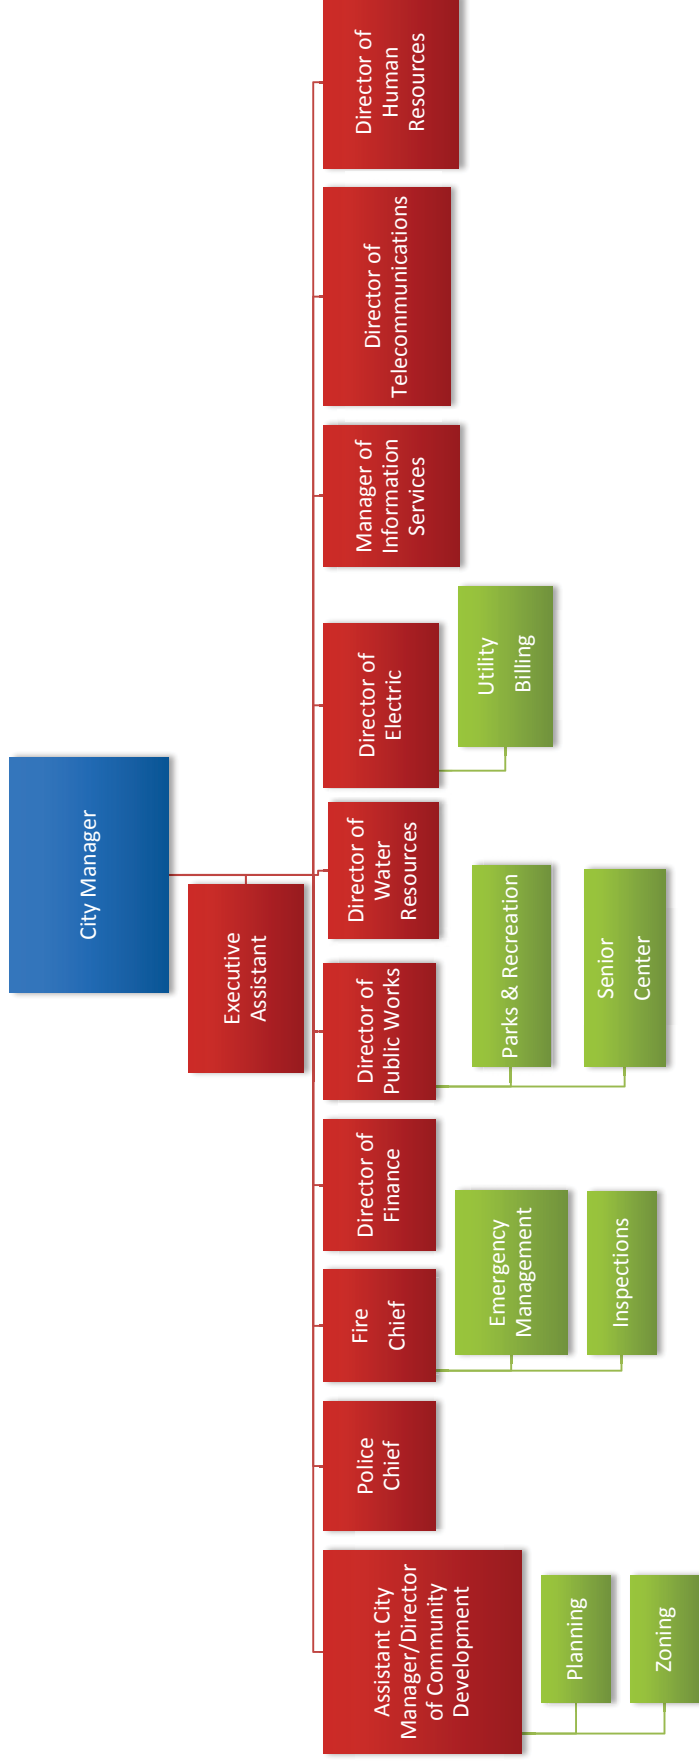 City Manager
Executive
Assistant
Assistant City
Manager/Director
of Community
Development
Police
Chief
Fire
Chief
Director of
Finance
Director of
Public Works
Director of
Water
Resources
Director of
Electric
Manager of
Information
Services
Director of
Telecommunications
Director of
Human
Resources
Planning
Zoning
Emergency
Management
Inspections
Parks & Recreation
Senior
Center
Utility
Billing